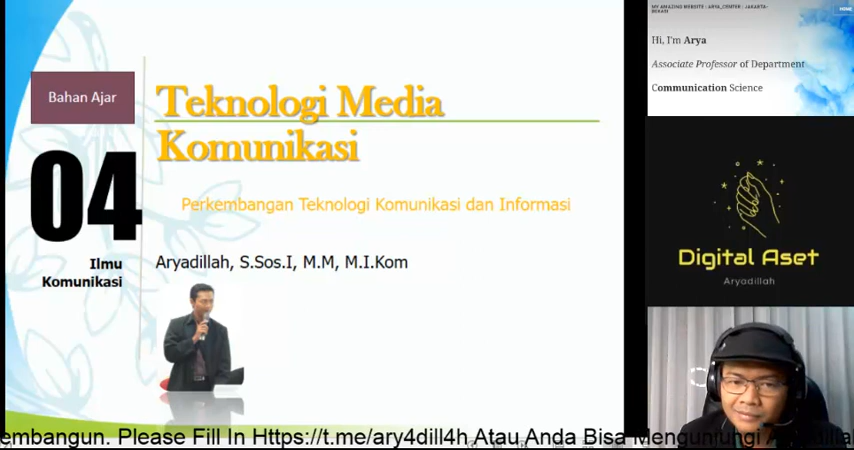 Bahan Ajar
04
Ilmu
Komunikasi
Teknologi Media
Komunikasi
Perkembangan Teknologi Komunikasi dan Informasi
Aryadillah, S.Sos.I, M.M, M.I.Kom
MY AMAZING WEBSITE : ARYA_CENTER : JAKARTA-
BEKASI
HOME
Hi, I'm Arya
Associate Professor of Department
Communication Science
Digital Aset
Aryadillah
embangun. Please Fill In Https://t.me/ary4dill4h Atau Anda Bisa Mengunjungi